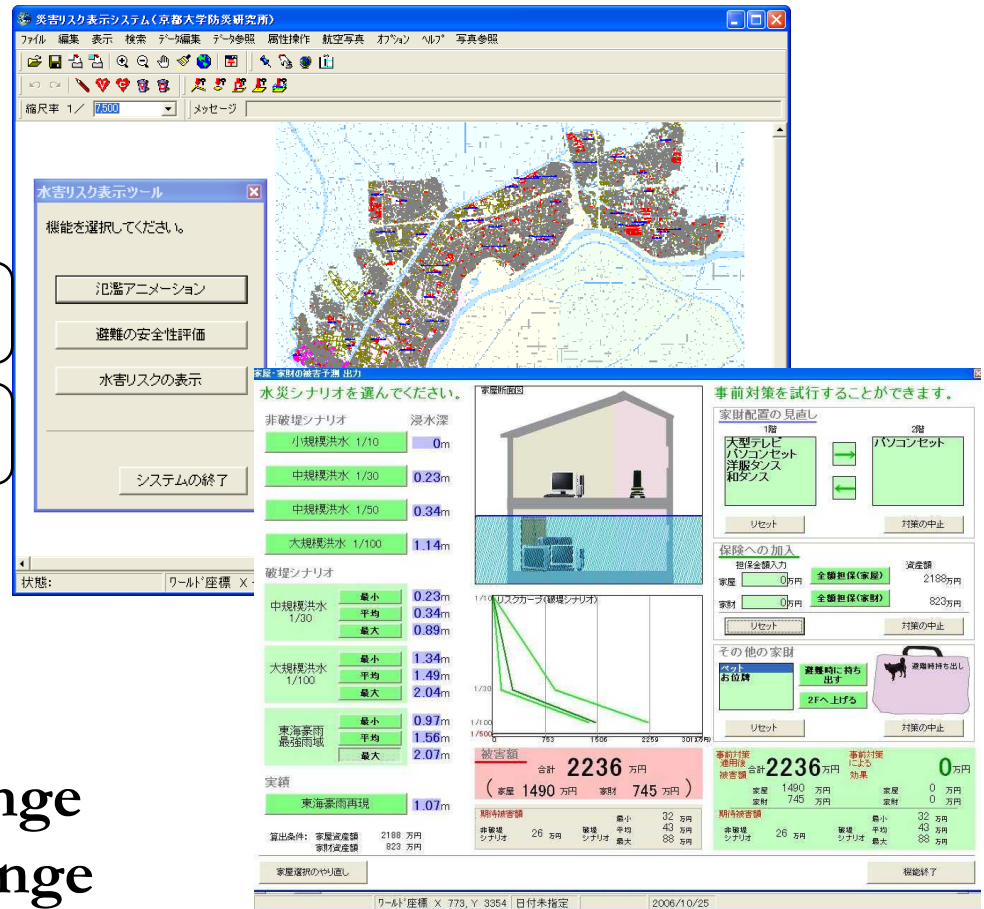 災害リスク表示システム(京都大学防災研究所)
ファイル 編集 表示 検索 データ編集 データ参照 属性操作 航空写真 オプション ヘルプ 写真参照
縮尺率 1/ 7500 メッセージ
水害リスク表示ツール
機能を選択してください。
氾濫アニメーション
避難の安全性評価
水害リスクの表示
システムの終了
状態:
ワールド座標 X
家屋・家財の被害予測 出力
水災シナリオを選んでください。
非破堤シナリオ 浸水深
小規模洪水 1/10 0m
中規模洪水 1/30 0.23m
中規模洪水 1/50 0.34m
大規模洪水 1/100 1.14m
破堤シナリオ
中規模洪水 1/30
最小 0.23m
平均 0.34m
最大 0.89m
大規模洪水 1/100
最小 1.34m
平均 1.49m
最大 2.04m
東海豪雨 最強雨域
最小 0.97m
平均 1.56m
最大 2.07m
実績
東海豪雨再現 1.07m
算出条件: 家屋資産額 2188 万円
家財資産額 823 万円
家屋選択のやり直し
家屋断面図
リスクカーブ(破堤シナリオ)
1/10
1/30
1/100
1/500
0 753 1506 2259 3012(万円)
被害額
合計 2236 万円
( 家屋 1490 万円 家財 745 万円 )
期待被害額
非破堤シナリオ 26 万円 破堤シナリオ
最小 32 万円
平均 43 万円
最大 88 万円
事前対策を試行することができます。
家財配置の見直し
1階 2階
大型テレビ
パソコンセット
洋服タンス
和タンス
パソコンセット
リセット 対策の中止
保険への加入
担保金額入力 資産額
家屋 0万円 全額担保(家屋) 2188万円
家財 0万円 全額担保(家財) 823万円
リセット 対策の中止
その他の家財
ペット
お位牌
避難時に持ち出す
2Fへ上げる
避難時持ち出し
リセット 対策の中止
事前対策適用後被害額 合計 2236万円 事前対策による効果 0万円
家屋 1490 万円 家屋 0 万円
家財 745 万円 家財 0 万円
期待被害額
非破堤シナリオ 26 万円 破堤シナリオ
最小 32 万円
平均 43 万円
最大 88 万円
機能終了
ワールド座標 X 773, Y 3354 日付未指定 2006/10/25
nge
nge